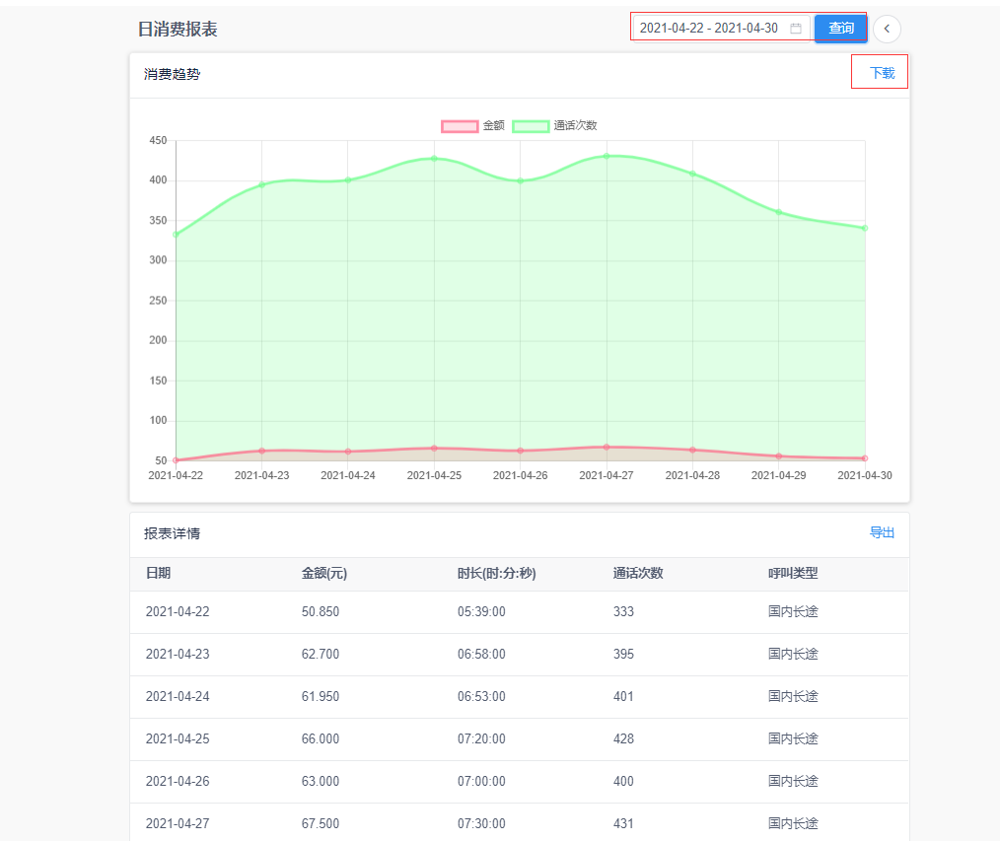 日消费报表
2021-04-22 - 2021-04-30
查询
消费趋势
下载
金额 通话次数
450
400
350
300
250
200
150
100
50
2021-04-22 2021-04-23 2021-04-24 2021-04-25 2021-04-26 2021-04-27 2021-04-28 2021-04-29 2021-04-30
报表详情
导出
日期 金额(元) 时长(时:分:秒) 通话次数 呼叫类型
2021-04-22 50.850 05:39:00 333 国内长途
2021-04-23 62.700 06:58:00 395 国内长途
2021-04-24 61.950 06:53:00 401 国内长途
2021-04-25 66.000 07:20:00 428 国内长途
2021-04-26 63.000 07:00:00 400 国内长途
2021-04-27 67.500 07:30:00 431 国内长途